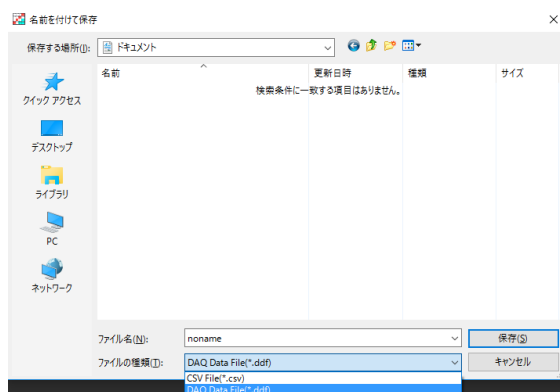 名前を付けて保存
保存する場所(I):
ドキュメント
名前
更新日時
種類
サイズ
検索条件に一致する項目はありません。
クイック アクセス
デスクトップ
ライブラリ
PC
ネットワーク
ファイル名(N):
noname
保存(S)
ファイルの種類(T):
DAQ Data File(*.ddf)
キャンセル
CSV File(*.csv)
DAQ Data File(*.ddf)